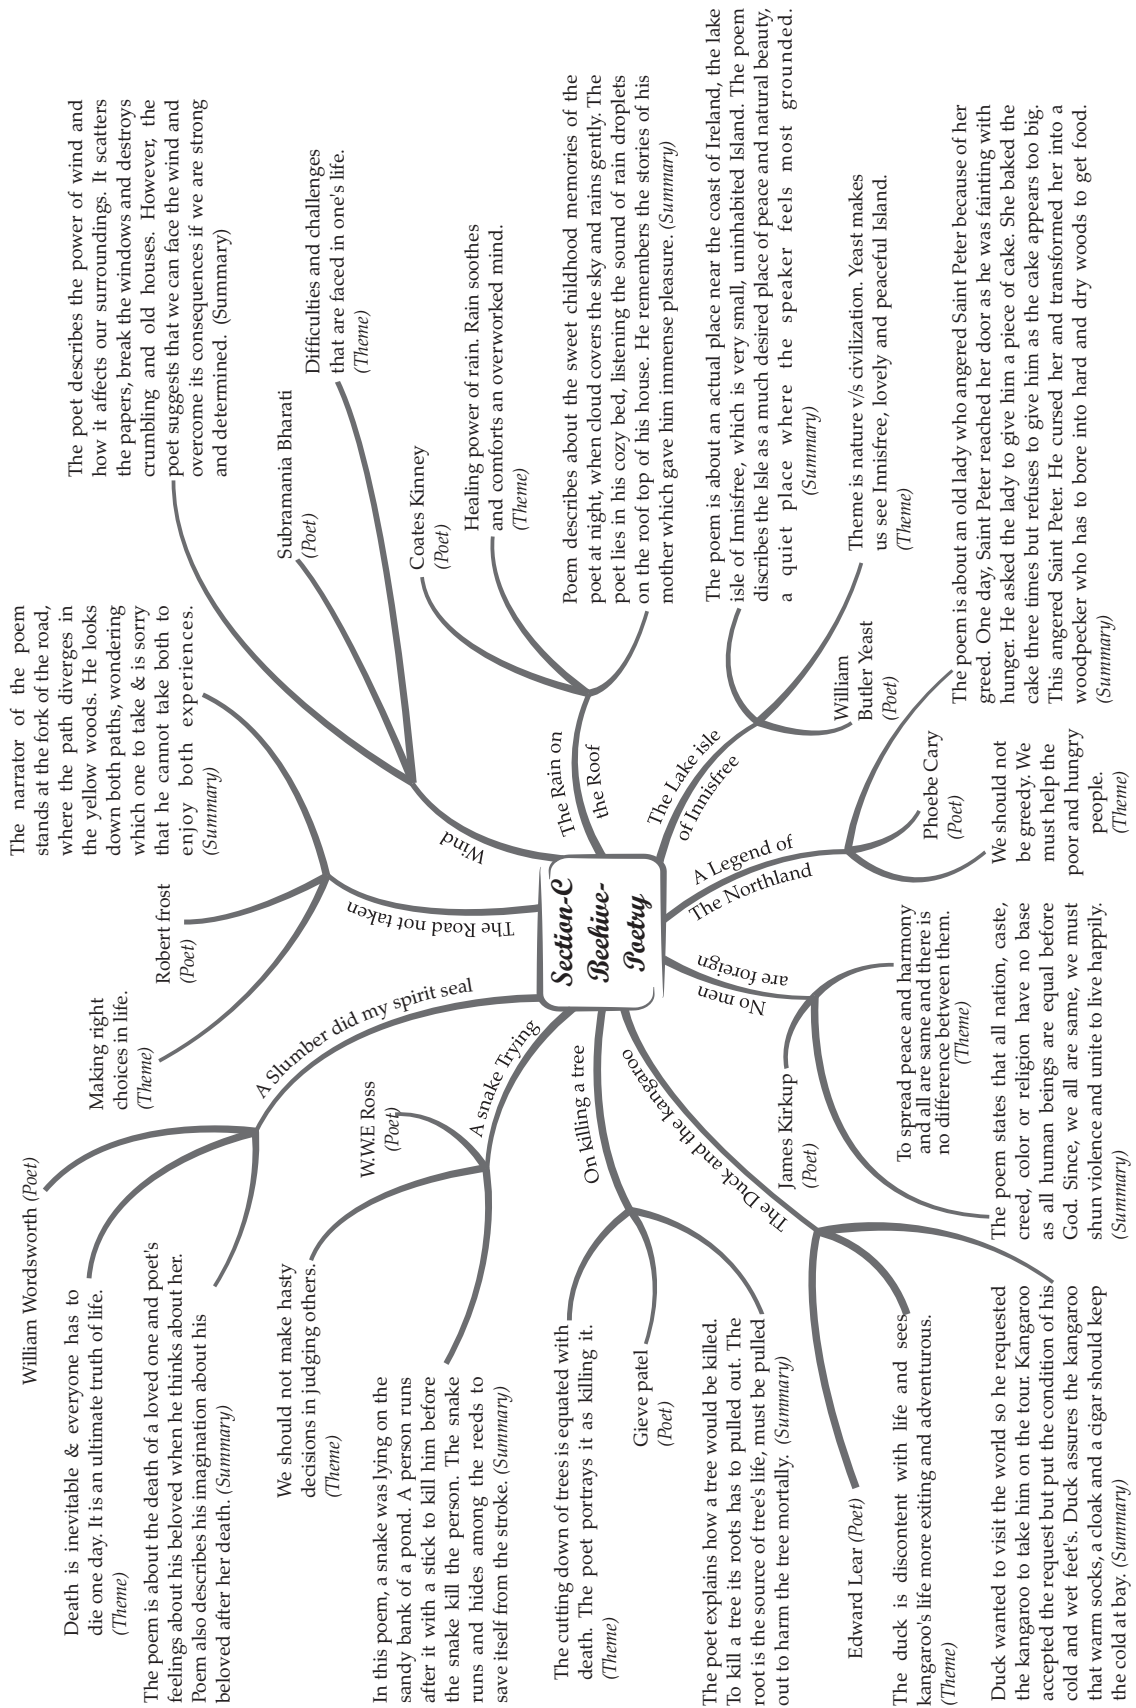 Section-C
Beehive-
Poetry
The Road not taken
The narrator of the poem
stands at the fork of the road,
where the path diverges in
the yellow woods. He looks
down both paths, wondering
which one to take & is sorry
that he cannot take both to
enjoy both experiences.
(Summary)
Robert frost
(Poet)
Making right
choices in life.
(Theme)
Wind
The poet describes the power of wind and
how it affects our surroundings. It scatters
the papers, break the windows and destroys
crumbling and old houses. However, the
poet suggests that we can face the wind and
overcome its consequences if we are strong
and determined. (Summary)
Subramania Bharati
(Poet)
Difficulties and challenges
that are faced in one's life.
(Theme)
The Rain on
the Roof
Coates Kinney
(Poet)
Healing power of rain. Rain soothes
and comforts an overworked mind.
(Theme)
Poem describes about the sweet childhood memories of the
poet at night, when cloud covers the sky and rains gently. The
poet lies in his cozy bed, listening the sound of rain droplets
on the roof top of his house. He remembers the stories of his
mother which gave him immense pleasure. (Summary)
The Lake isle
of Innisfree
The poem is about an actual place near the coast of Ireland, the lake
isle of Innisfree, which is very small, uninhabited Island. The poem
discribes the Isle as a much desired place of peace and natural beauty,
a quiet place where the speaker feels most grounded.
(Summary)
William
Butler Yeast
(Poet)
Theme is nature v/s civilization. Yeast makes
us see Innisfree, lovely and peaceful Island.
(Theme)
A Legend of
The Northland
The poem is about an old lady who angered Saint Peter because of her
greed. One day, Saint Peter reached her door as he was fainting with
hunger. He asked the lady to give him a piece of cake. She baked the
cake three times but refuses to give him as the cake appears too big.
This angered Saint Peter. He cursed her and transformed her into a
woodpecker who has to bore into hard and dry woods to get food.
(Summary)
Phoebe Cary
(Poet)
We should not
be greedy. We
must help the
poor and hungry
people.
(Theme)
No men
are foreign
To spread peace and harmony
and all are same and there is
no difference between them.
(Theme)
James Kirkup
(Poet)
The poem states that all nation, caste,
creed, color or religion have no base
as all human beings are equal before
God. Since, we all are same, we must
shun violence and unite to live happily.
(Summary)
The Duck and the kangaroo
Edward Lear (Poet)
The duck is discontent with life and sees
kangaroo's life more exiting and adventurous.
(Theme)
Duck wanted to visit the world so he requested
the kangaroo to take him on the tour. Kangaroo
accepted the request but put the condition of his
cold and wet feet's. Duck assures the kangaroo
that warm socks, a cloak and a cigar should keep
the cold at bay. (Summary)
On killing a tree
The cutting down of trees is equated with
death. The poet portrays it as killing it.
(Theme)
Gieve patel
(Poet)
The poet explains how a tree would be killed.
To kill a tree its roots has to pulled out. The
root is the source of tree's life, must be pulled
out to harm the tree mortally. (Summary)
A snake Trying
W.W.E Ross
(Poet)
We should not make hasty
decisions in judging others.
(Theme)
In this poem, a snake was lying on the
sandy bank of a pond. A person runs
after it with a stick to kill him before
the snake kill the person. The snake
runs and hides among the reeds to
save itself from the stroke. (Summary)
A Slumber did my spirit seal
William Wordsworth (Poet)
Death is inevitable & everyone has to
die one day. It is an ultimate truth of life.
(Theme)
The poem is about the death of a loved one and poet's
feelings about his beloved when he thinks about her.
Poem also describes his imagination about his
beloved after her death. (Summary)